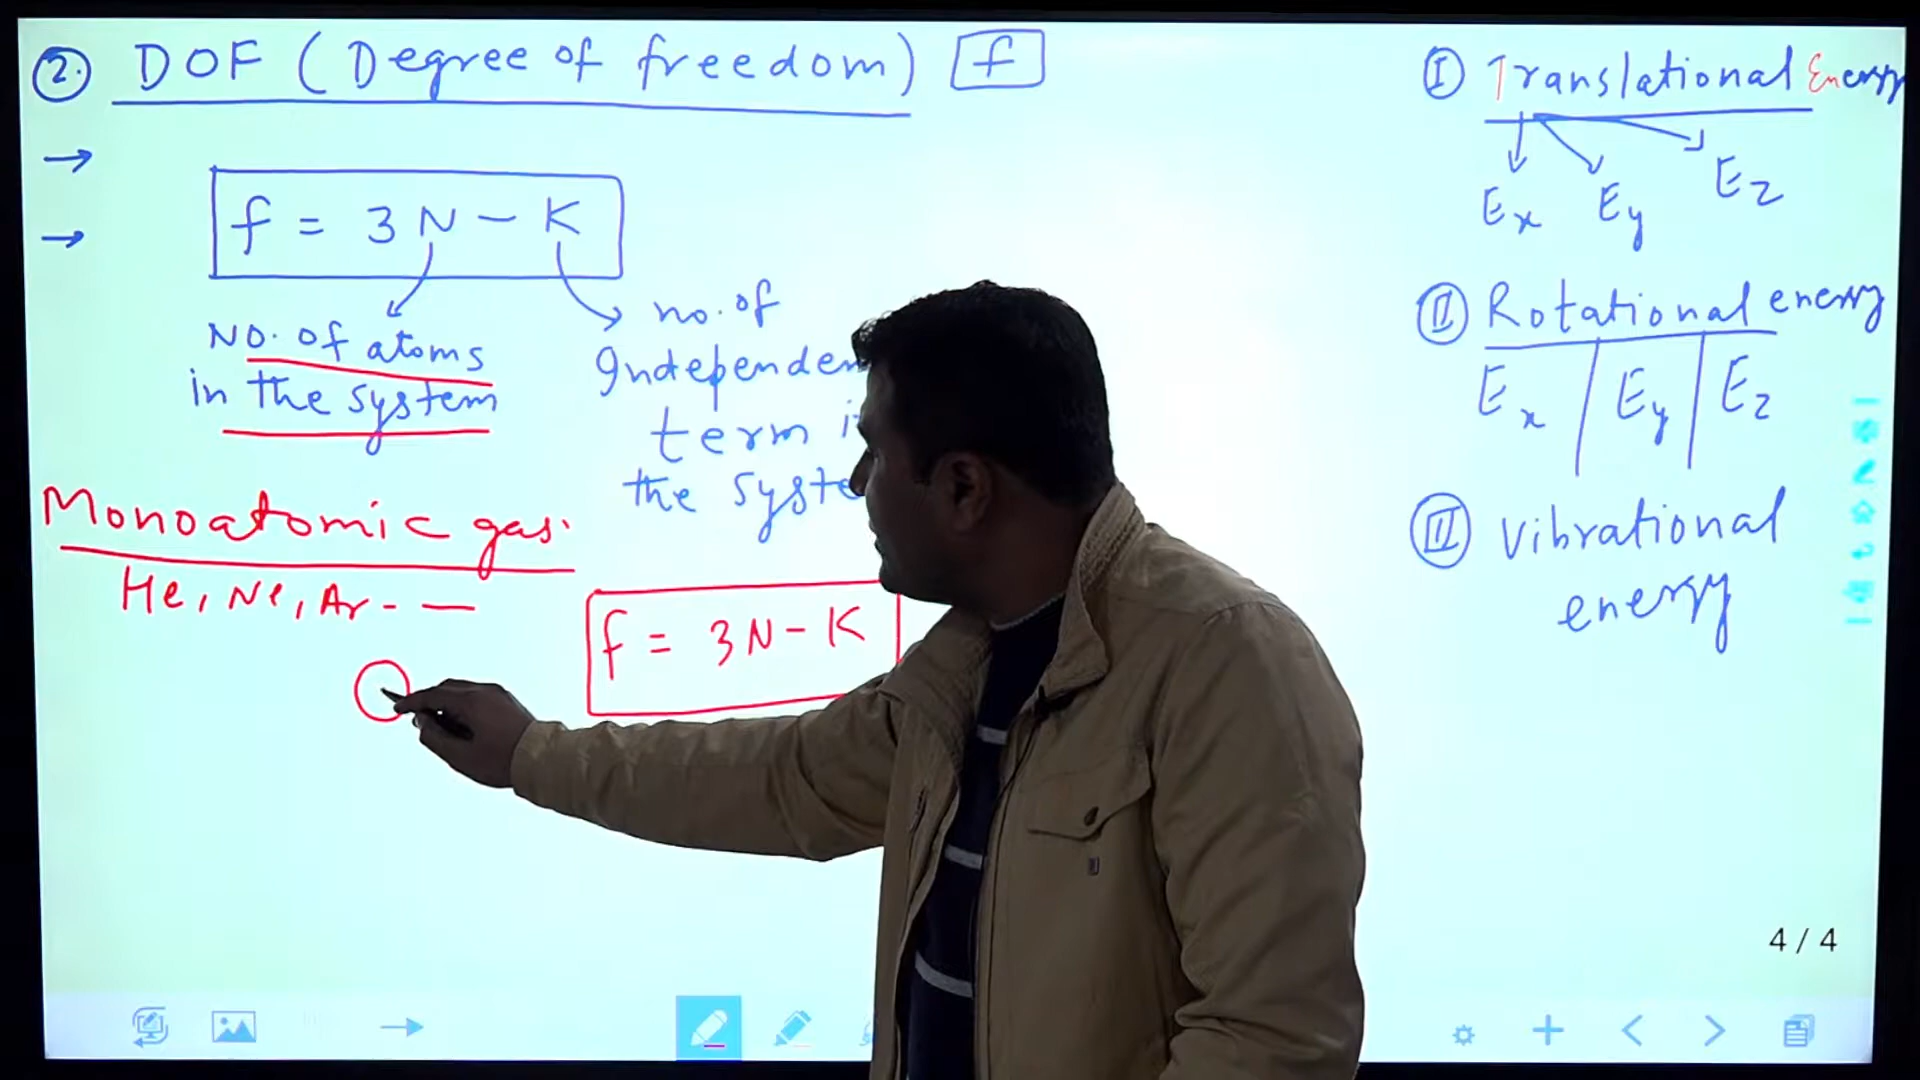 2. DOF (Degree of freedom) f
→
f = 3N - K
→
No. of atoms
in the system
no. of
Independen
term i
the syste
Monoatomic gas.
He, Ne, Ar - —
f = 3N - K
I Translational Energy
Ex Ey Ez
II Rotational energy
Ex | Ey | Ez
III Vibrational
energy
4 / 4